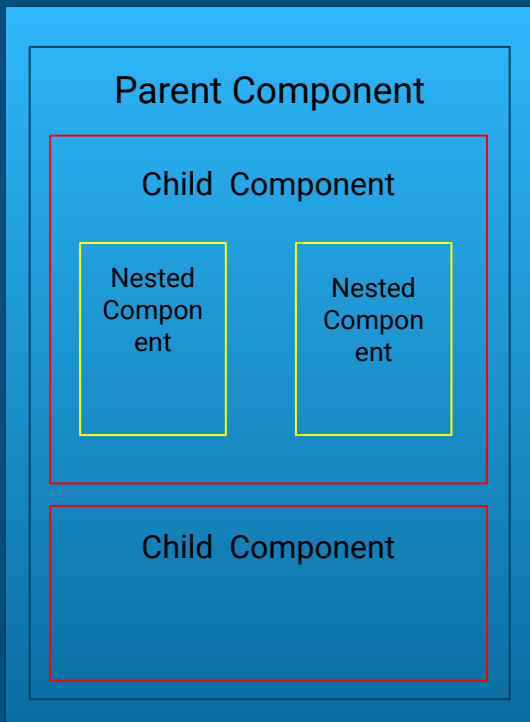 Parent Component
Child  Component
Nested
Compon
ent
Nested
Compon
ent
Child  Component